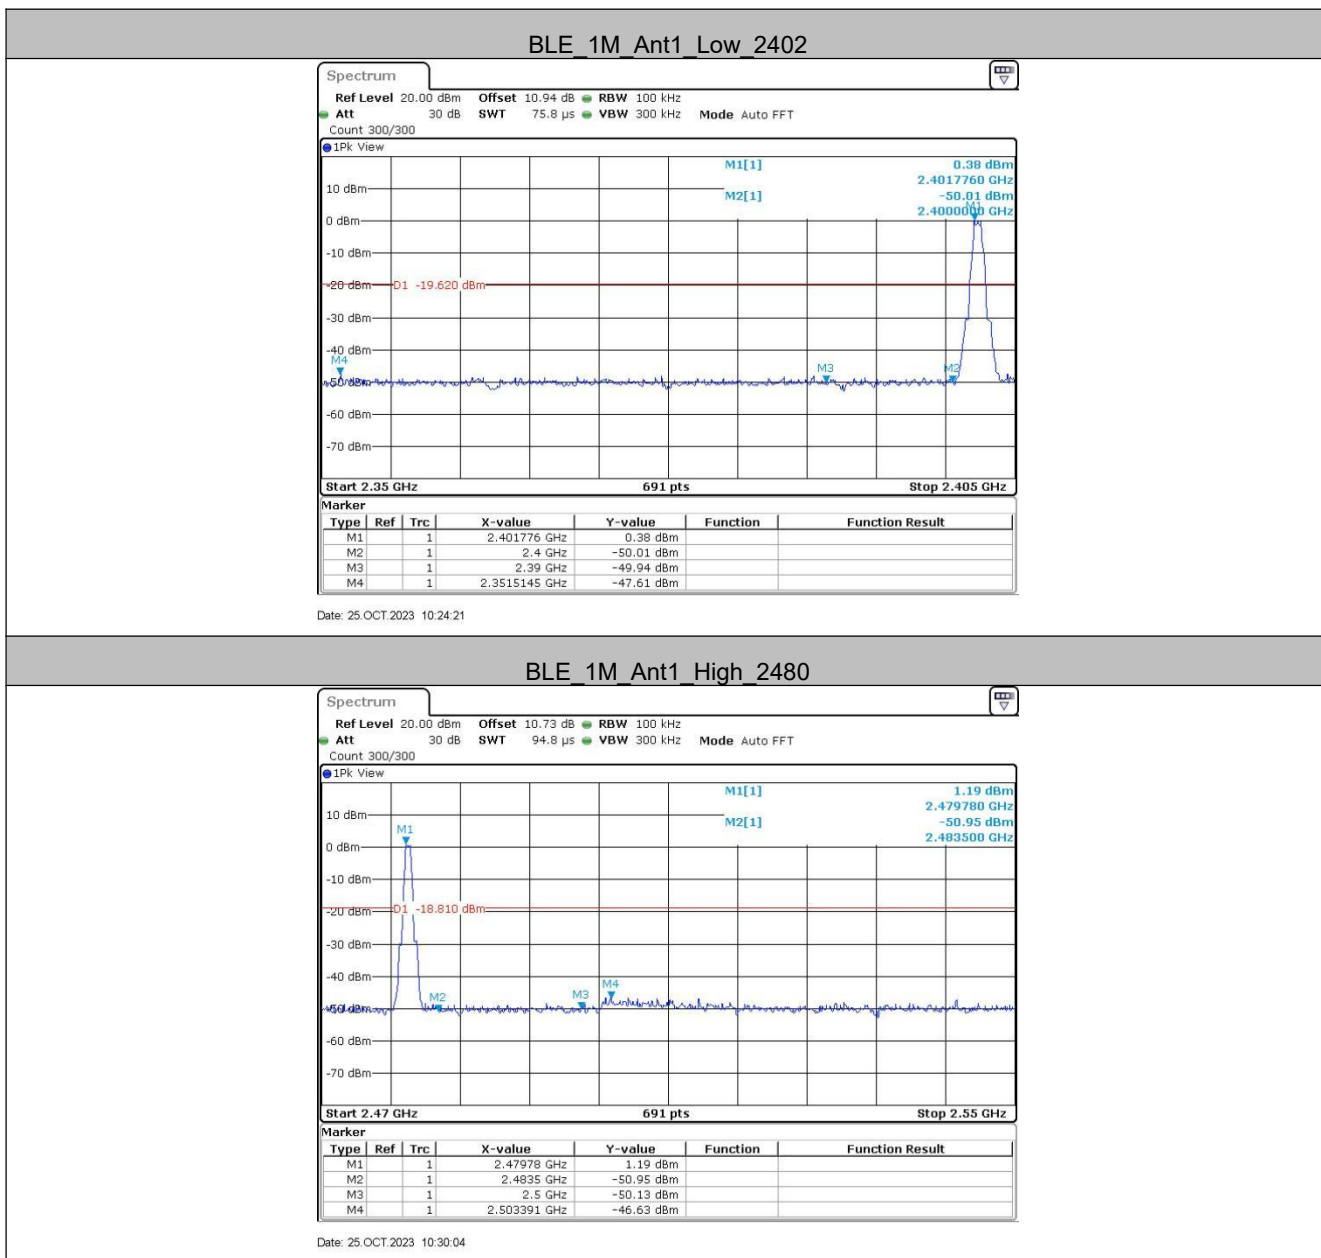 BLE_1M_Ant1_Low_2402
Spectrum
Ref Level 20.00 dBm Offset 10.94 dB RBW 100 kHz
Att 30 dB SWT 75.8 µs VBW 300 kHz Mode Auto FFT
Count 300/300
1Pk View
M1[1] 0.38 dBm
2.4017760 GHz
10 dBm
M2[1] -50.01 dBm
2.4000000 GHz
M1
0 dBm
-10 dBm
-20 dBm D1 -19.620 dBm
-30 dBm
-40 dBm
M4 M3 M2
-50 dBm
-60 dBm
-70 dBm
Start 2.35 GHz 691 pts Stop 2.405 GHz
Marker
Type Ref Trc X-value Y-value Function Function Result
M1 1 2.401776 GHz 0.38 dBm
M2 1 2.4 GHz -50.01 dBm
M3 1 2.39 GHz -49.94 dBm
M4 1 2.3515145 GHz -47.61 dBm
Date: 25.OCT.2023 10:24:21
BLE_1M_Ant1_High_2480
Spectrum
Ref Level 20.00 dBm Offset 10.73 dB RBW 100 kHz
Att 30 dB SWT 94.8 µs VBW 300 kHz Mode Auto FFT
Count 300/300
1Pk View
M1[1] 1.19 dBm
2.479780 GHz
10 dBm
M2[1] -50.95 dBm
2.483500 GHz
M1
0 dBm
-10 dBm
-20 dBm D1 -18.810 dBm
-30 dBm
-40 dBm
M2 M3 M4
-50 dBm
-60 dBm
-70 dBm
Start 2.47 GHz 691 pts Stop 2.55 GHz
Marker
Type Ref Trc X-value Y-value Function Function Result
M1 1 2.47978 GHz 1.19 dBm
M2 1 2.4835 GHz -50.95 dBm
M3 1 2.5 GHz -50.13 dBm
M4 1 2.503391 GHz -46.63 dBm
Date: 25.OCT.2023 10:30:04